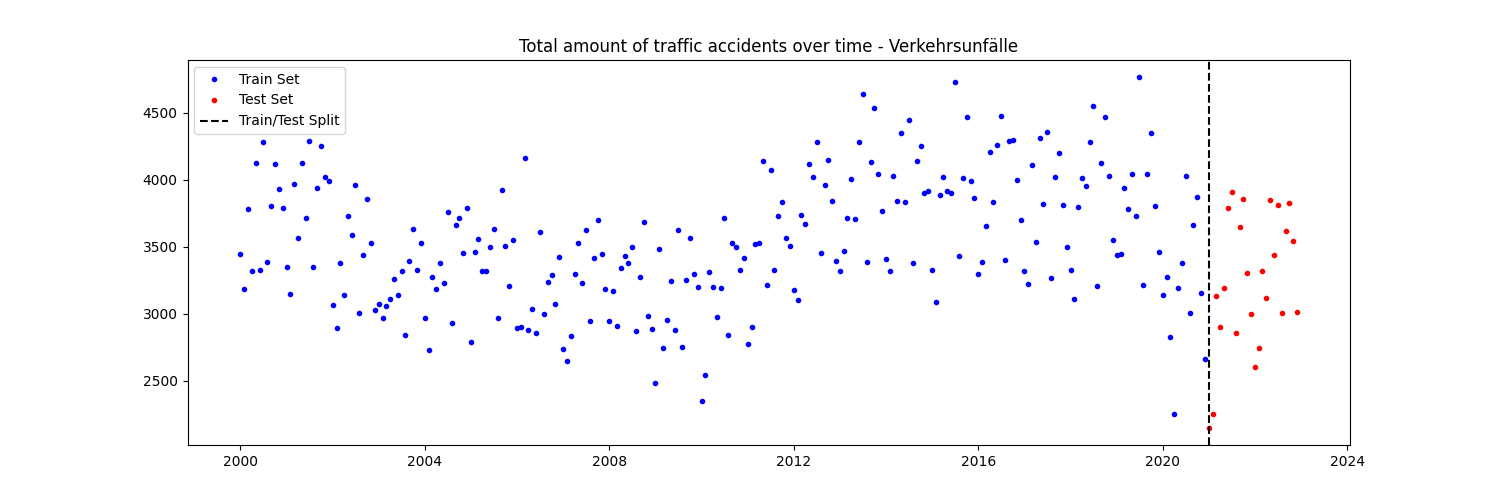 Total amount of traffic accidents over time - Verkehrsunfälle
Train Set
Test Set
Train/Test Split
4500
4000
3500
3000
2500
2000 2004 2008 2012 2016 2020 2024